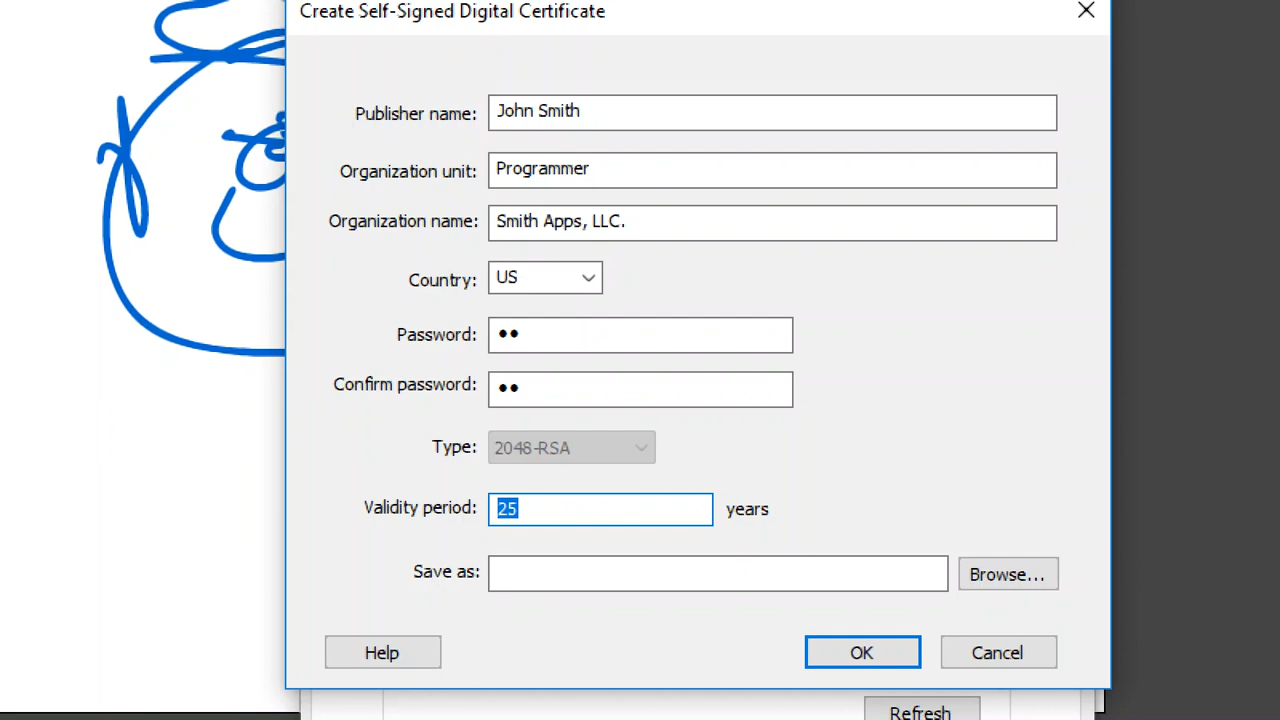 Create Self-Signed Digital Certificate
Publisher name: John Smith
Organization unit: Programmer
Organization name: Smith Apps, LLC.
Country: US
Password: ●●
Confirm password: ●●
Type: 2048-RSA
Validity period: 25 years
Save as: Browse...
Help OK Cancel
Refresh